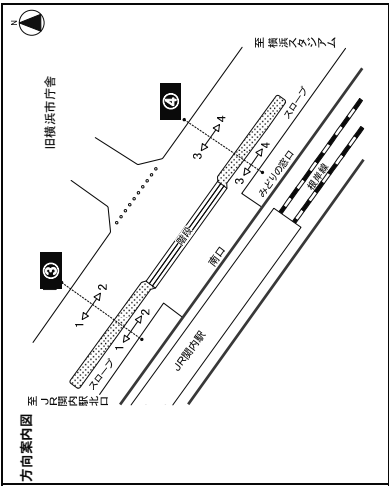 方向案内図
N
旧横浜市庁舎
至 横浜スタジアム
④
3
4
スロープ
3
4
みどりの窓口
根岸線
階段
南口
③
1
2
1
2
スロープ
JR関内駅
至 JR関内駅北口